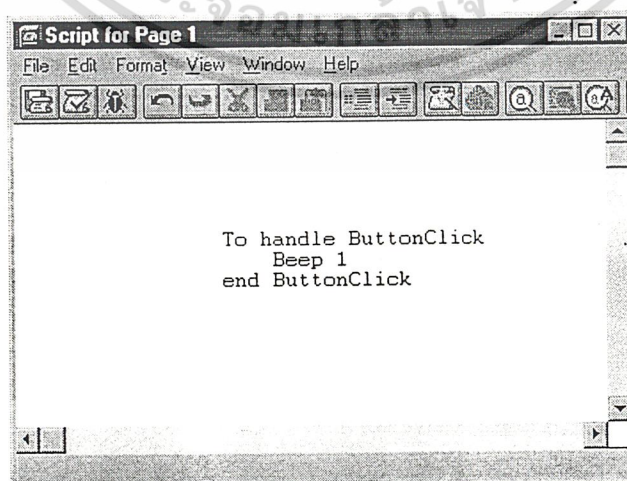 Script for Page 1
File Edit Format View Window Help
To handle ButtonClick
Beep 1
end ButtonClick